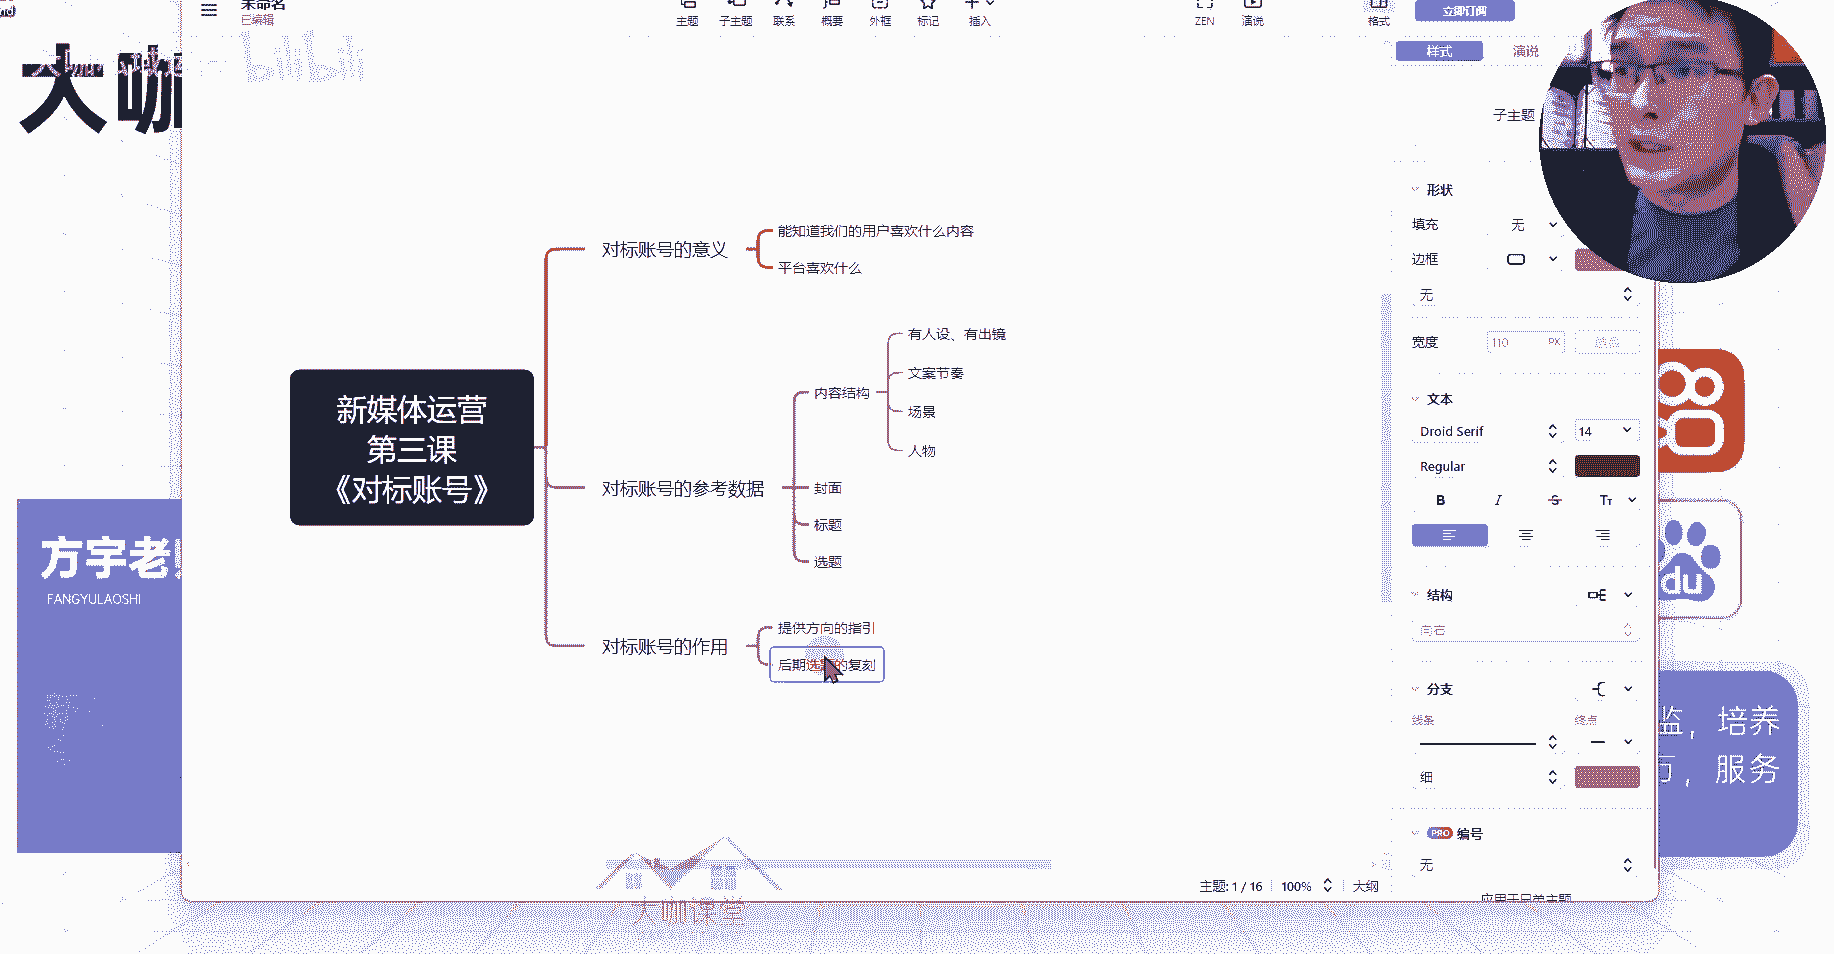 未命名
已编辑
主题
子主题
联系
概要
外框
标记
插入
ZEN
演说
格式
立即订阅
大咖
bilibili
样式
演说
子主题
形状
填充
无
边框
无
宽度
110
PX
文本
Droid Serif
14
Regular
B
I
S
TT
结构
向右
分支
线条
终点
细
PRO 编号
无
新媒体运营
第三课
《对标账号》
对标账号的意义
能知道我们的用户喜欢什么内容
平台喜欢什么
对标账号的参考数据
内容结构
有人设、有出镜
文案节奏
场景
人物
封面
标题
选题
对标账号的作用
提供方向的指引
后期选题的复刻
方宇老
FANGYULAOSHI
du
监，培养
万，服务
主题: 1 / 16
100%
大纲
大咖课堂